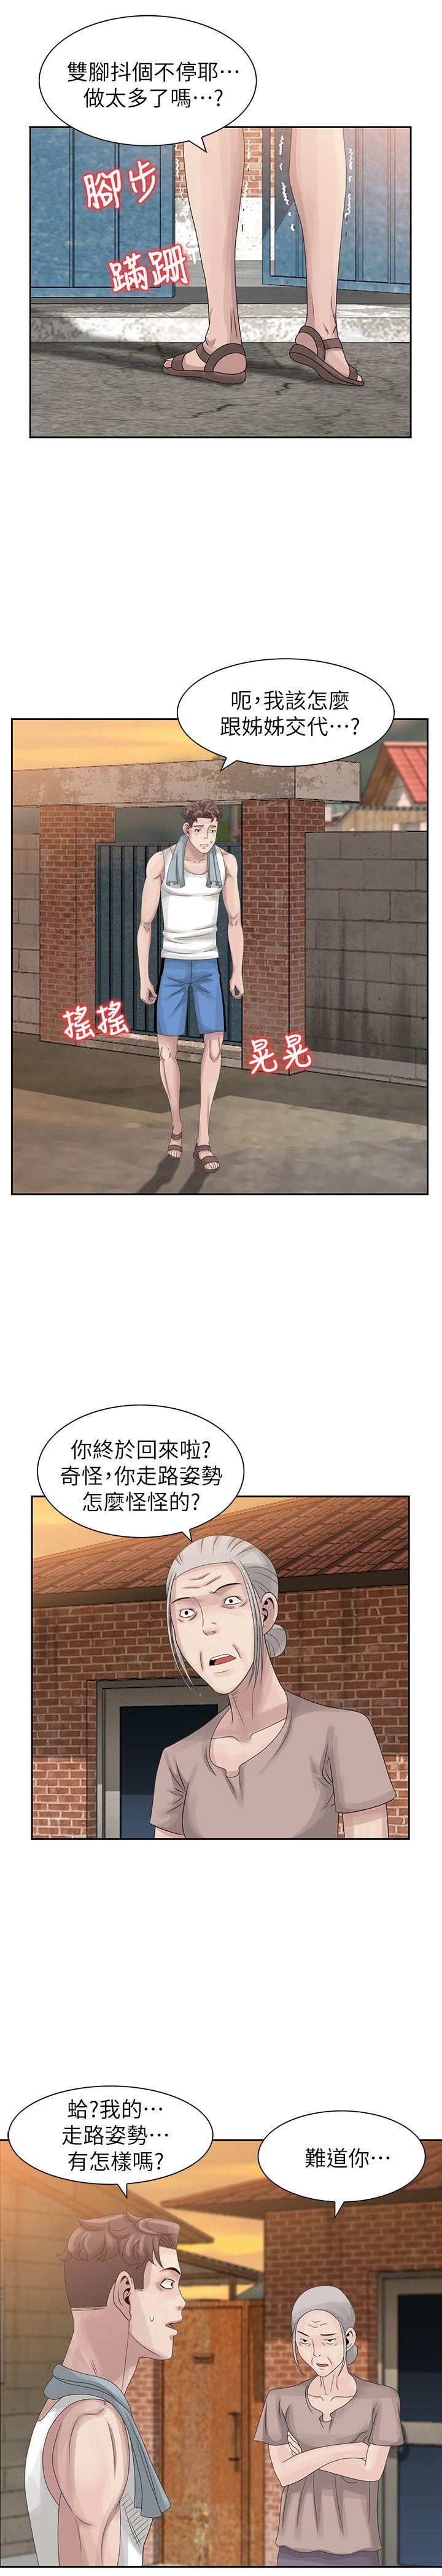 雙腳抖個不停耶⋯
做太多了嗎⋯?
腳步
蹣跚
呃，我該怎麼
跟姊姊交代⋯?
搖搖
晃晃
你終於回來啦?
奇怪，你走路姿勢
怎麼怪怪的?
蛤?我的⋯
走路姿勢⋯
有怎樣嗎?
難道你⋯